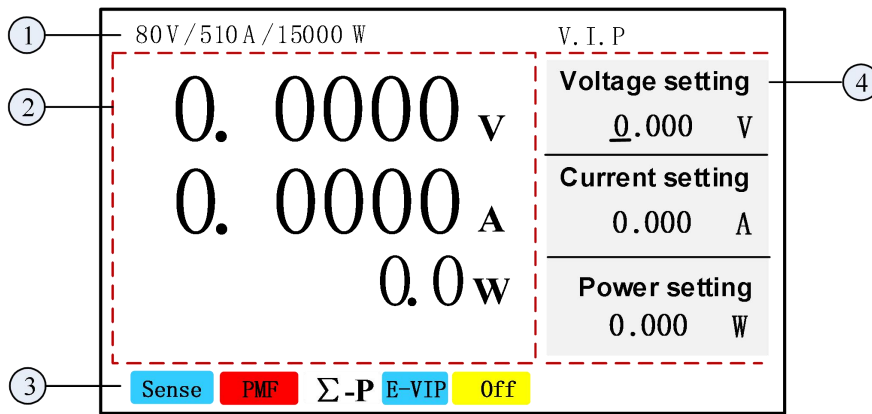 1
80V/510A/15000 W
V.I.P
2
0. 0000 V
0. 0000 A
0.0 W
4
Voltage setting
0.000 V
Current setting
0.000 A
Power setting
0.000 W
3
Sense PMF Σ-P E-VIP Off